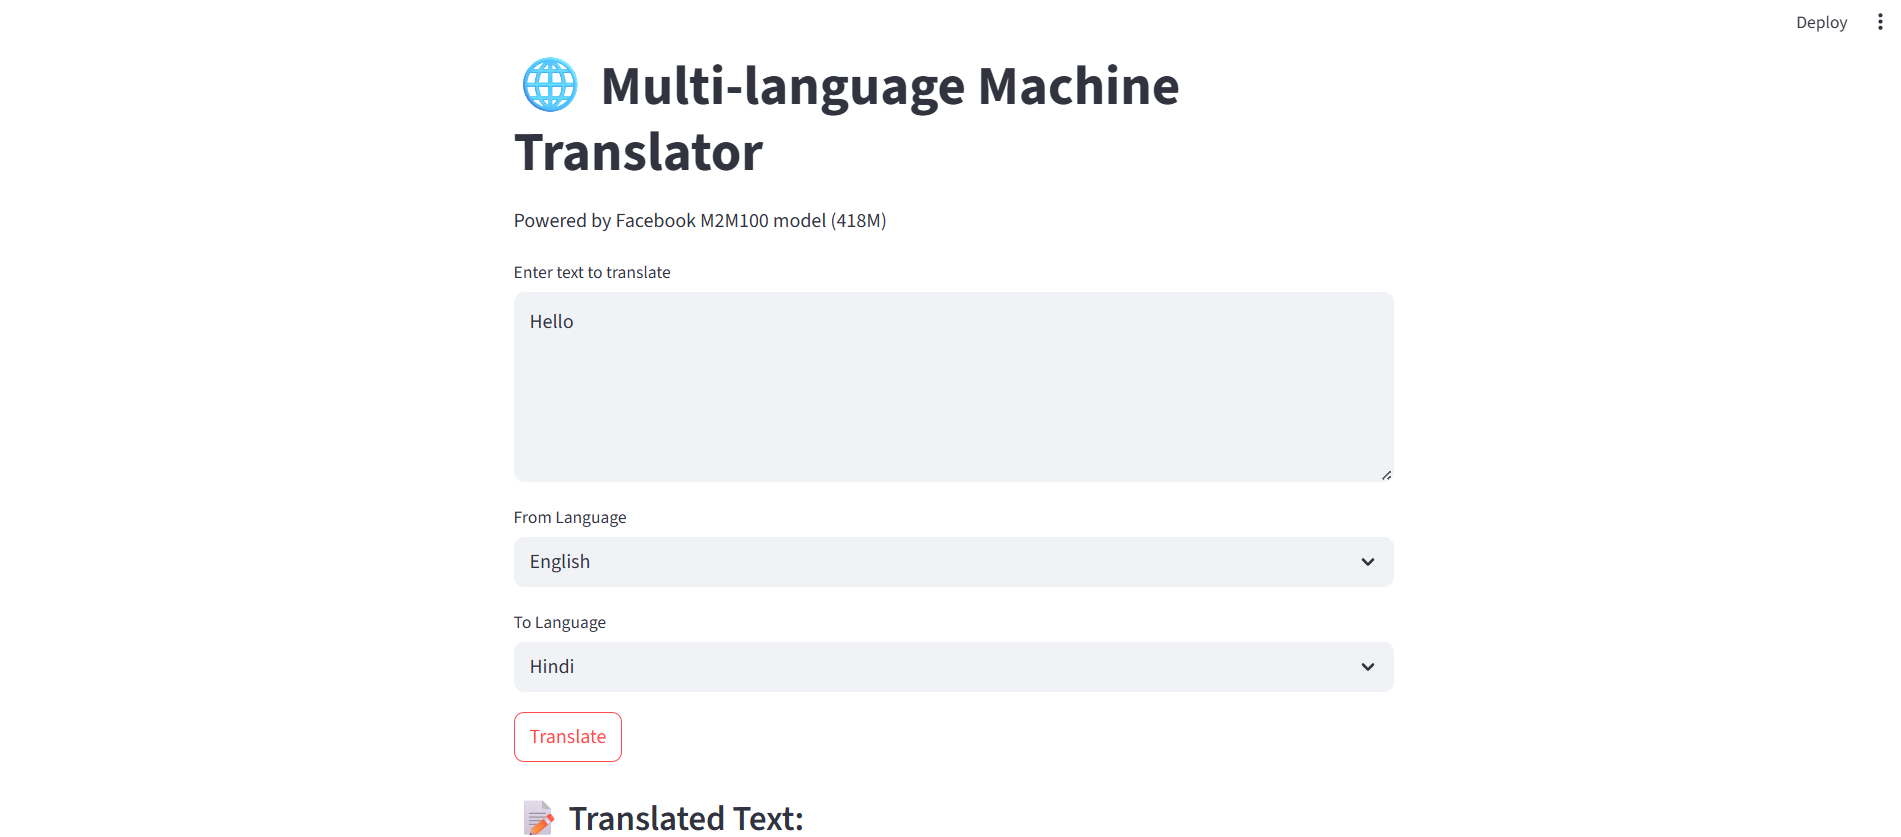 Deploy
Multi-language Machine
Translator
Powered by Facebook M2M100 model (418M)
Enter text to translate
Hello
From Language
English
To Language
Hindi
Translate
Translated Text: